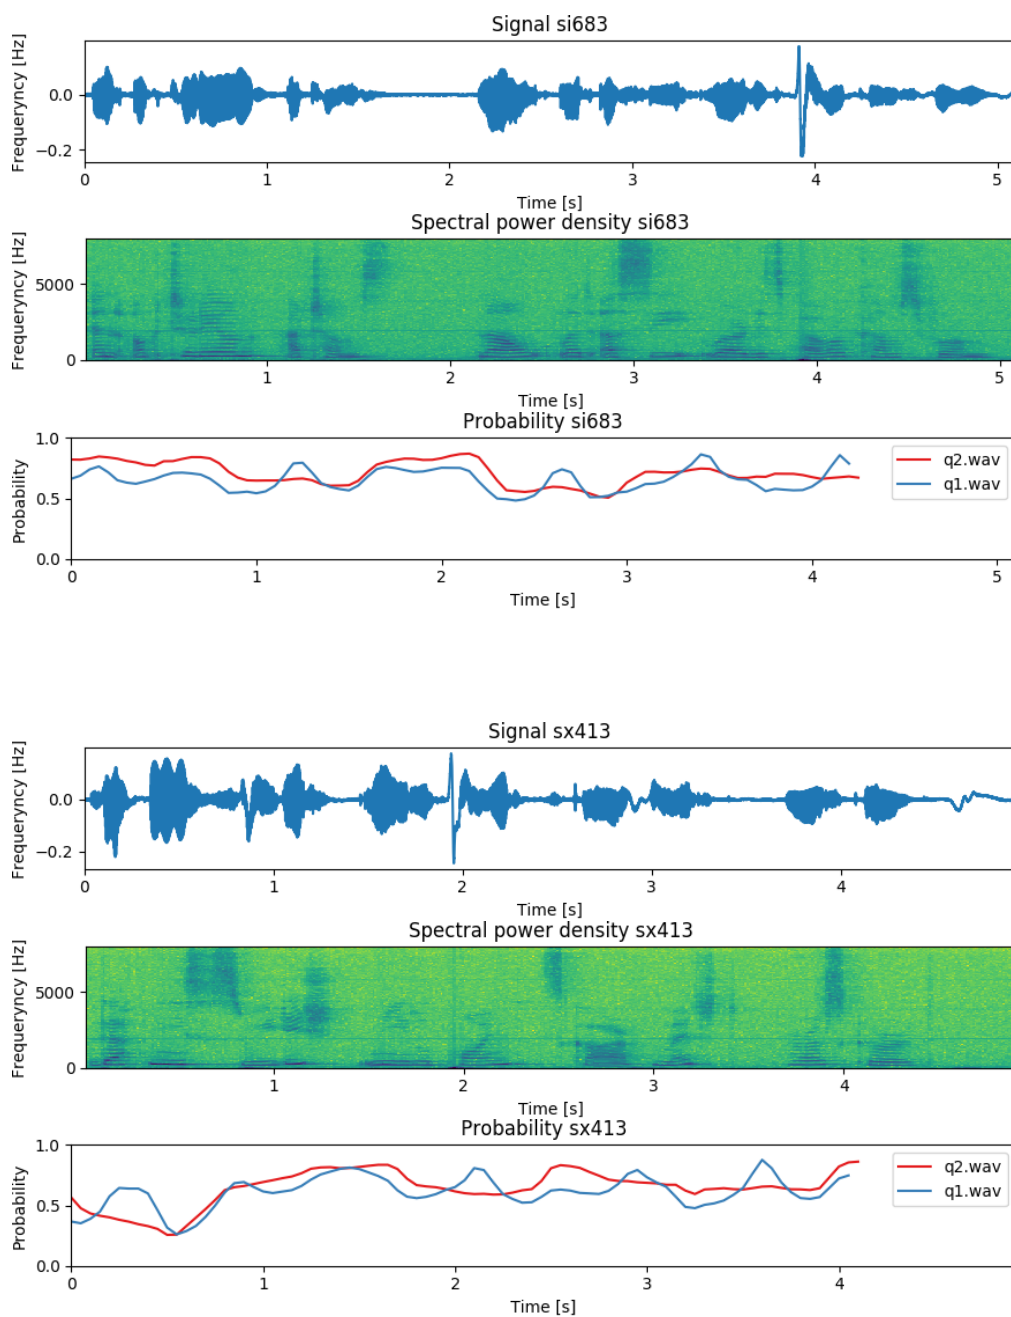 Signal si683
Frequeryncy [Hz]
0.0
−0.2
0 1 2 3 4 5
Time [s]
Spectral power density si683
Frequeryncy [Hz]
5000
0
1 2 3 4 5
Time [s]
Probability si683
Probability
1.0
0.5
0.0
q2.wav
q1.wav
0 1 2 3 4 5
Time [s]
Signal sx413
Frequeryncy [Hz]
0.0
−0.2
0 1 2 3 4
Time [s]
Spectral power density sx413
Frequeryncy [Hz]
5000
0
1 2 3 4
Time [s]
Probability sx413
Probability
1.0
0.5
0.0
q2.wav
q1.wav
0 1 2 3 4
Time [s]